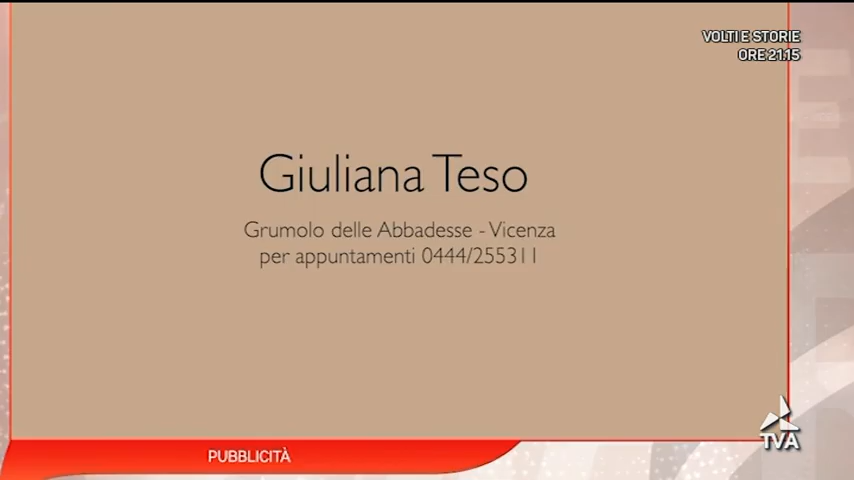 VOLTI E STORIE
ORE 21.15
Giuliana Teso
Grumolo delle Abbadesse - Vicenza
per appuntamenti 0444/255311
PUBBLICITÀ
TVA